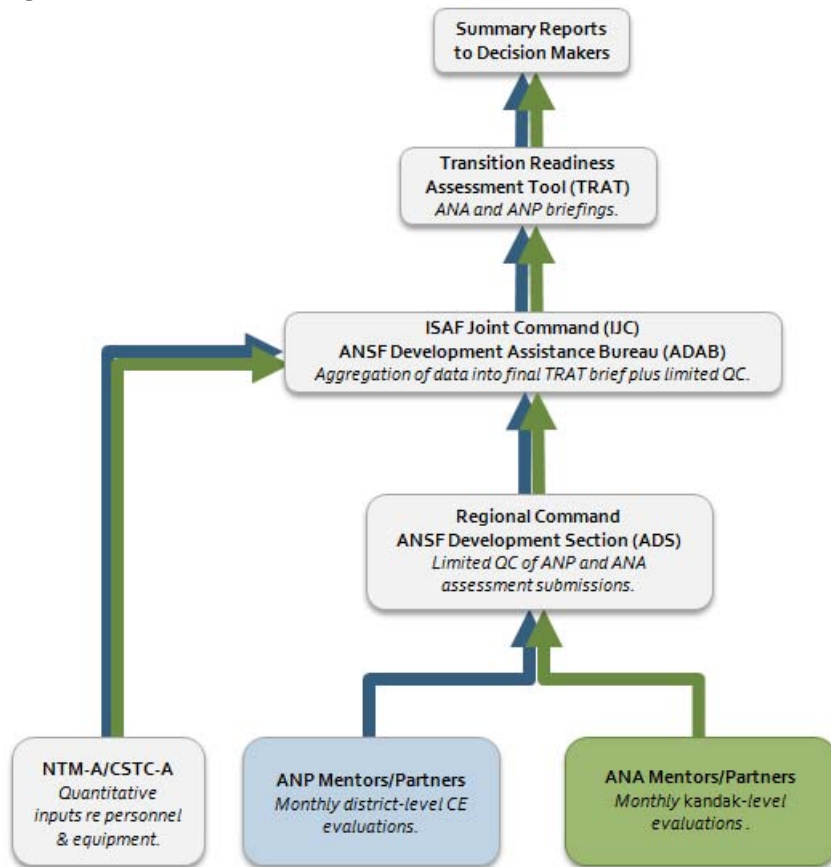 Summary Reports
to Decision Makers
Transition Readiness
Assessment Tool (TRAT)
ANA and ANP briefings.
ISAF Joint Command (IJC)
ANSF Development Assistance Bureau (ADAB)
Aggregation of data into final TRAT brief plus limited QC.
Regional Command
ANSF Development Section (ADS)
Limited QC of ANP and ANA
assessment submissions.
NTM-A/CSTC-A
Quantitative
inputs re personnel
& equipment.
ANP Mentors/Partners
Monthly district-level CE
evaluations.
ANA Mentors/Partners
Monthly kandak-level
evaluations .